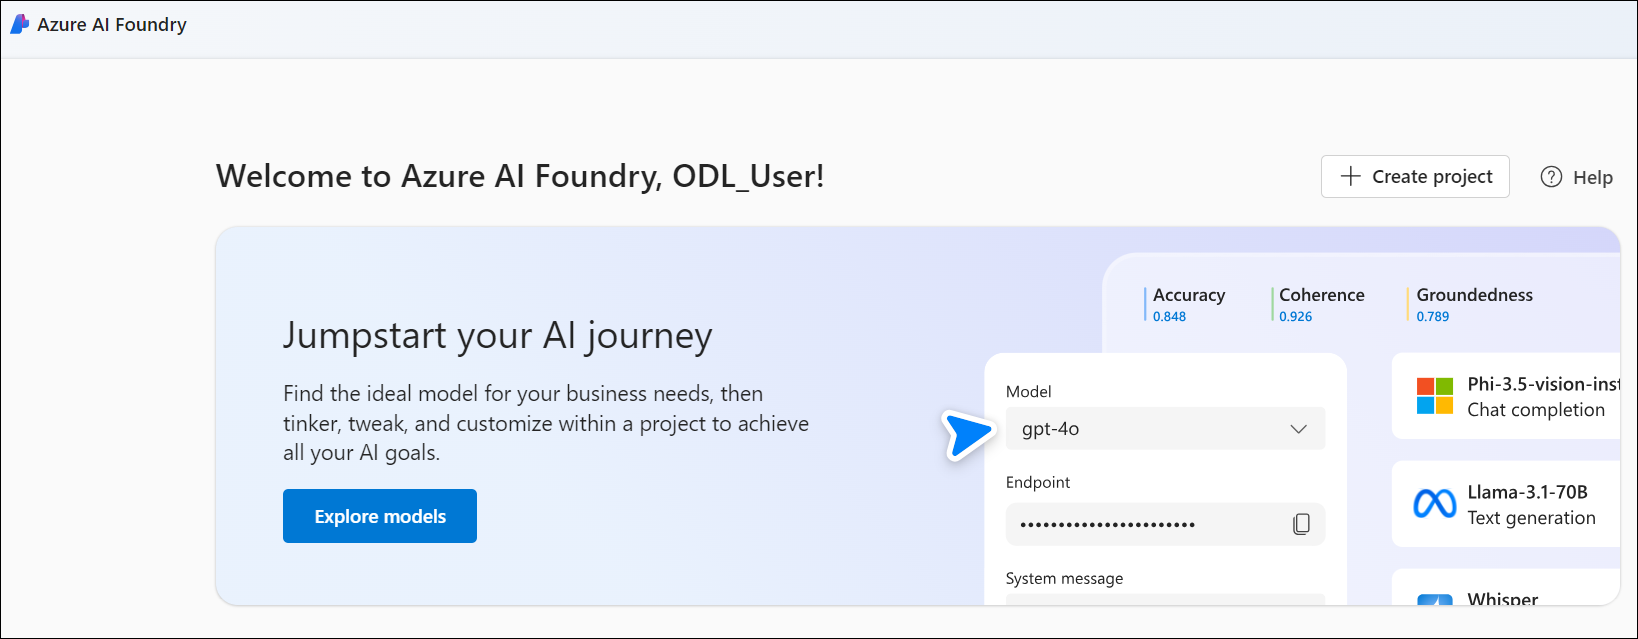 Azure AI Foundry
Welcome to Azure AI Foundry, ODL_User!
Create project
Help
Jumpstart your AI journey
Find the ideal model for your business needs, then
tinker, tweak, and customize within a project to achieve
all your AI goals.
Explore models
Accuracy
0.848
Coherence
0.926
Groundedness
0.789
Model
gpt-4o
Endpoint
••••••••••••••••••••••
System message
Phi-3.5-vision-inst
Chat completion
Llama-3.1-70B
Text generation
Whisper